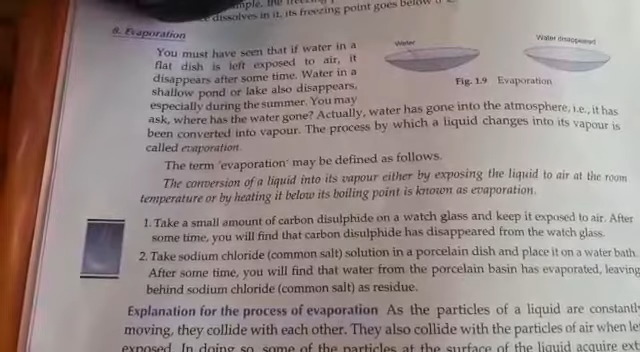 dissolves in it, its freezing point goes below
8. Evaporation
You must have seen that if water in a
flat dish is left exposed to air, it
disappears after some time. Water in a
shallow pond or lake also disappears,
especially during the summer. You may
Water
Water disappeared
Fig. 1.9 Evaporation
ask, where has the water gone? Actually, water has gone into the atmosphere, i.e., it has
been converted into vapour. The process by which a liquid changes into its vapour is
called evaporation.
The term 'evaporation' may be defined as follows.
The conversion of a liquid into its vapour either by exposing the liquid to air at the room
temperature or by heating it below its boiling point is known as evaporation.
1. Take a small amount of carbon disulphide on a watch glass and keep it exposed to air. After
some time, you will find that carbon disulphide has disappeared from the watch glass.
2. Take sodium chloride (common salt) solution in a porcelain dish and place it on a water bath.
After some time, you will find that water from the porcelain basin has evaporated, leaving
behind sodium chloride (common salt) as residue.
Explanation for the process of evaporation As the particles of a liquid are constantly
moving, they collide with each other. They also collide with the particles of air when
exposed. In doing so, some of the particles at the surface of the liquid acquire